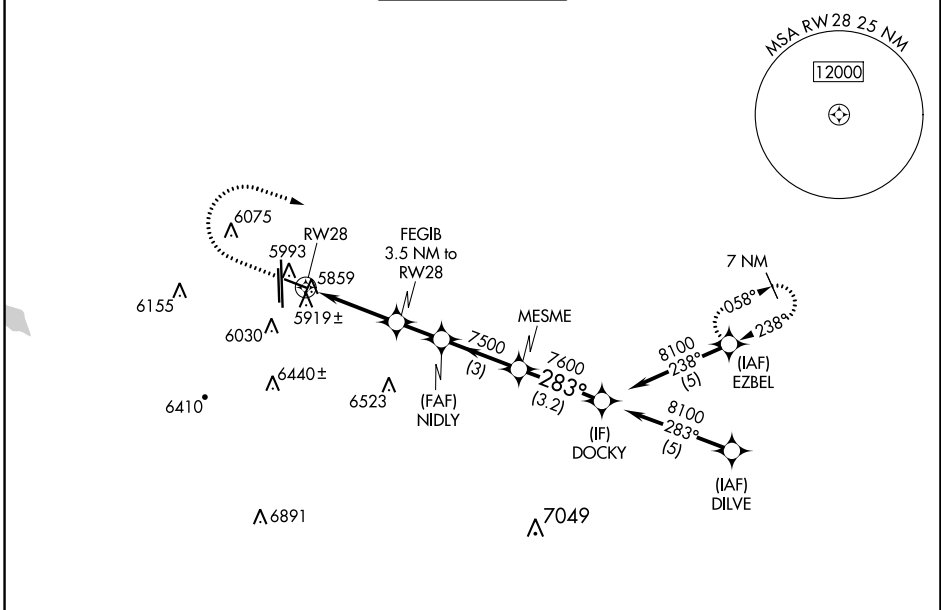 MSA RW 28 25 NM
12000
6075
RW28
FEGIB
3.5 NM to
RW28
7 NM
5993
5859
058°
6155
5919±
MESME
238°
6030
7500
(3)
7600
283°
(3.2)
8100
238°
(5)
(IAF)
EZBEL
6440±
6523
6410
(FAF)
NIDLY
8100
283°
(5)
(IF)
DOCKY
(IAF)
DILVE
6891
7049